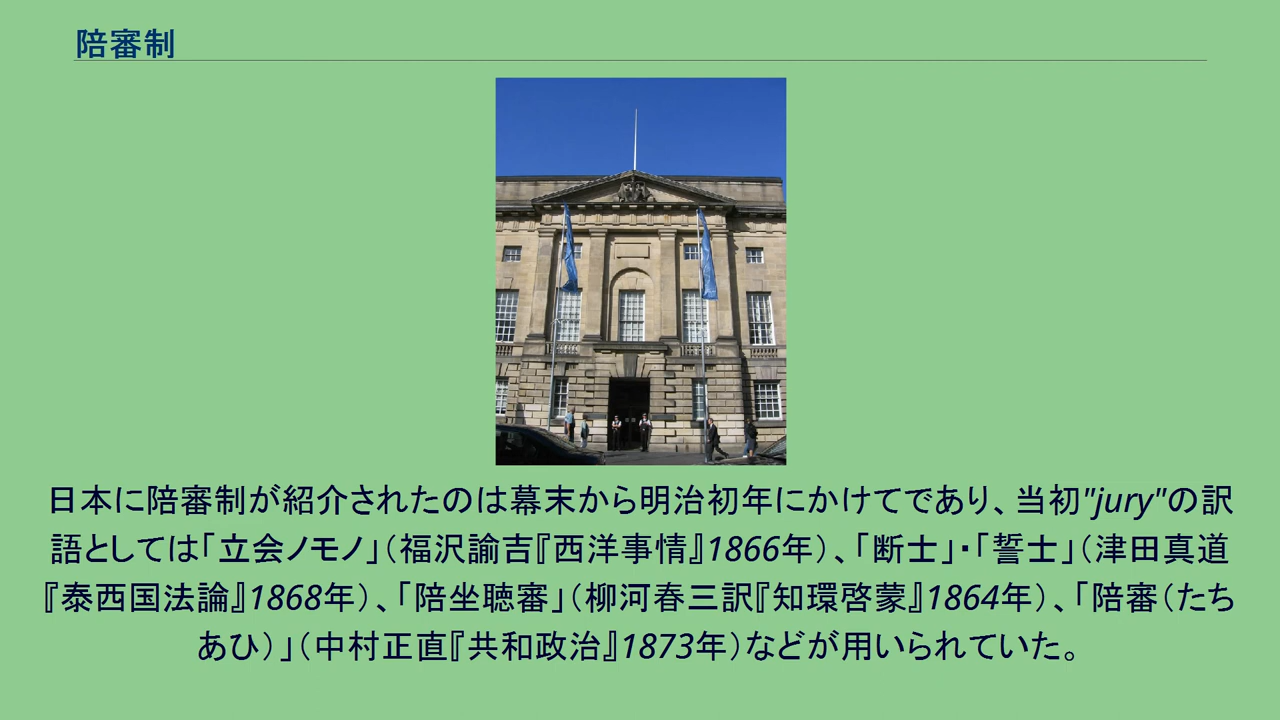 陪審制
日本に陪審制が紹介されたのは幕末から明治初年にかけてであり、当初"jury"の訳
語としては「立会ノモノ」（福沢諭吉『西洋事情』1866年）、「断士」・「誓士」（津田真道
『泰西国法論』1868年）、「陪坐聴審」（柳河春三訳『知環啓蒙』1864年）、「陪審（たち
あひ）」（中村正直『共和政治』1873年）などが用いられていた。